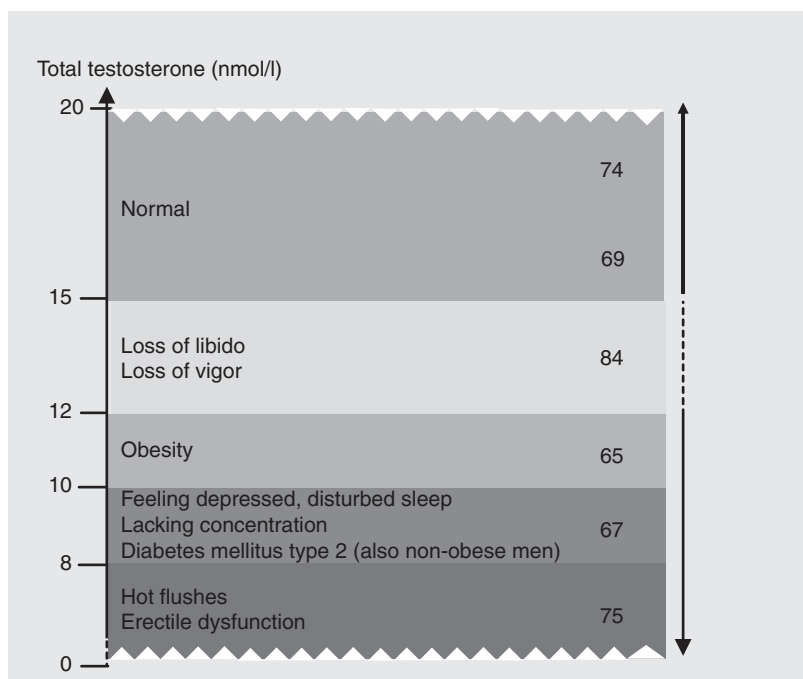 Total testosterone (nmol/l)
20
74
Normal
69
15
Loss of libido
Loss of vigor
84
12
Obesity
65
10
Feeling depressed, disturbed sleep
Lacking concentration
67
Diabetes mellitus type 2 (also non-obese men)
8
Hot flushes
Erectile dysfunction
75
0